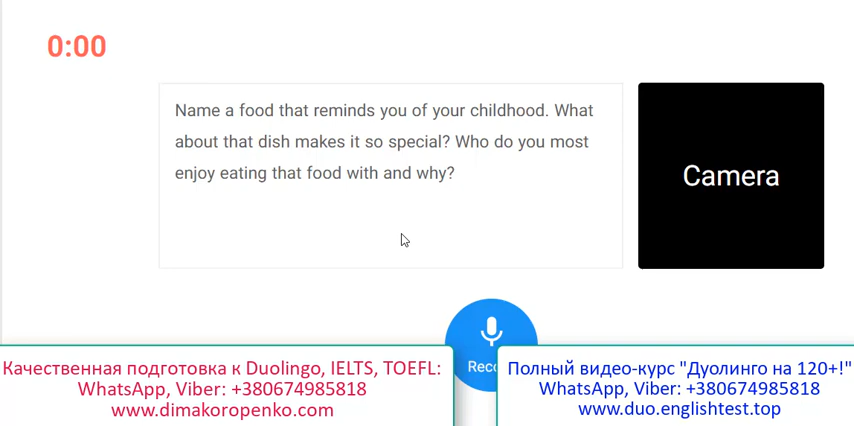 0:00
Name a food that reminds you of your childhood. What
about that dish makes it so special? Who do you most
enjoy eating that food with and why?
Camera
Качественная подготовка к Duolingo, IELTS, TOEFL:
WhatsApp, Viber: +380674985818
www.dimakoropenko.com
Полный видео-курс "Дуолинго на 120+!"
WhatsApp, Viber: +380674985818
www.duo.englishtest.top